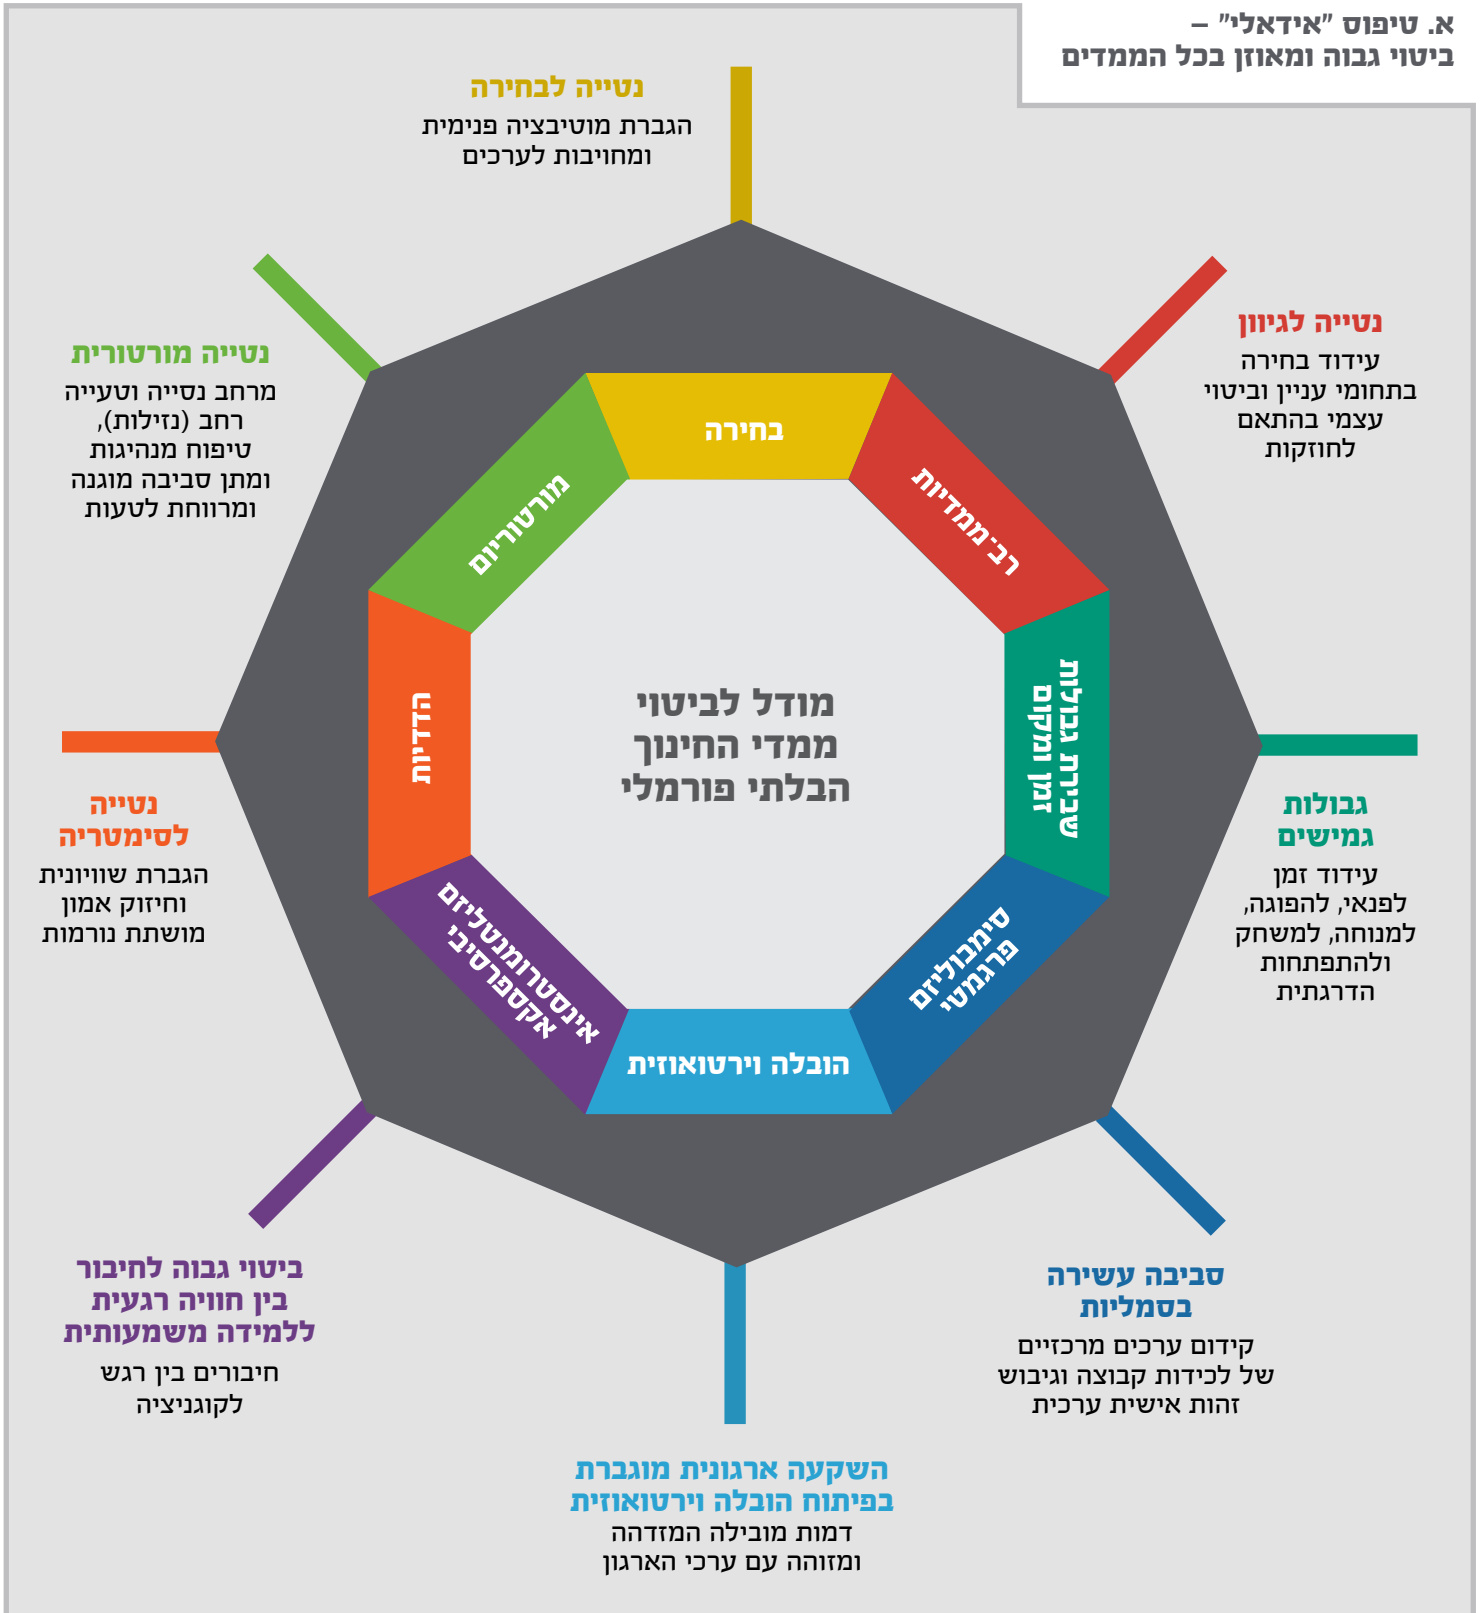 א. טיפוס "אידאלי" –
ביטוי גבוה ומאוזן בכל הממדים
נטייה לבחירה
הגברת מוטיבציה פנימית
ומחויבות לערכים
נטייה לגיוון
עידוד בחירה
בתחומי עניין וביטוי
עצמי בהתאם
לחוזקות
נטייה מורטורית
מרחב נסייה וטעייה
רחב (נזילות),
טיפוח מנהיגות
ומתן סביבה מוגנה
ומרווחת לטעות
בחירה
רב־ממדיות
מורטוריום
שבירת גבולות
זמן ומקום
הדדיות
מודל לביטוי
ממדי החינוך
הבלתי פורמלי
גבולות
גמישים
עידוד זמן
לפנאי, להפוגה,
למנוחה, למשחק
ולהתפתחות
הדרגתית
נטייה
לסימטריה
הגברת שוויונית
וחיזוק אמון
מושתת נורמות
סימבוליזם
פרגמטי
אינסטרומנטליזם
אקספרסיבי
הובלה וירטואוזית
סביבה עשירה
בסמליות
קידום ערכים מרכזיים
של לכידות קבוצה וגיבוש
זהות אישית ערכית
ביטוי גבוה לחיבור
בין חוויה רגעית
ללמידה משמעותית
חיבורים בין רגש
לקוגניציה
השקעה ארגונית מוגברת
בפיתוח הובלה וירטואוזית
דמות מובילה המזדהה
ומזוהה עם ערכי הארגון